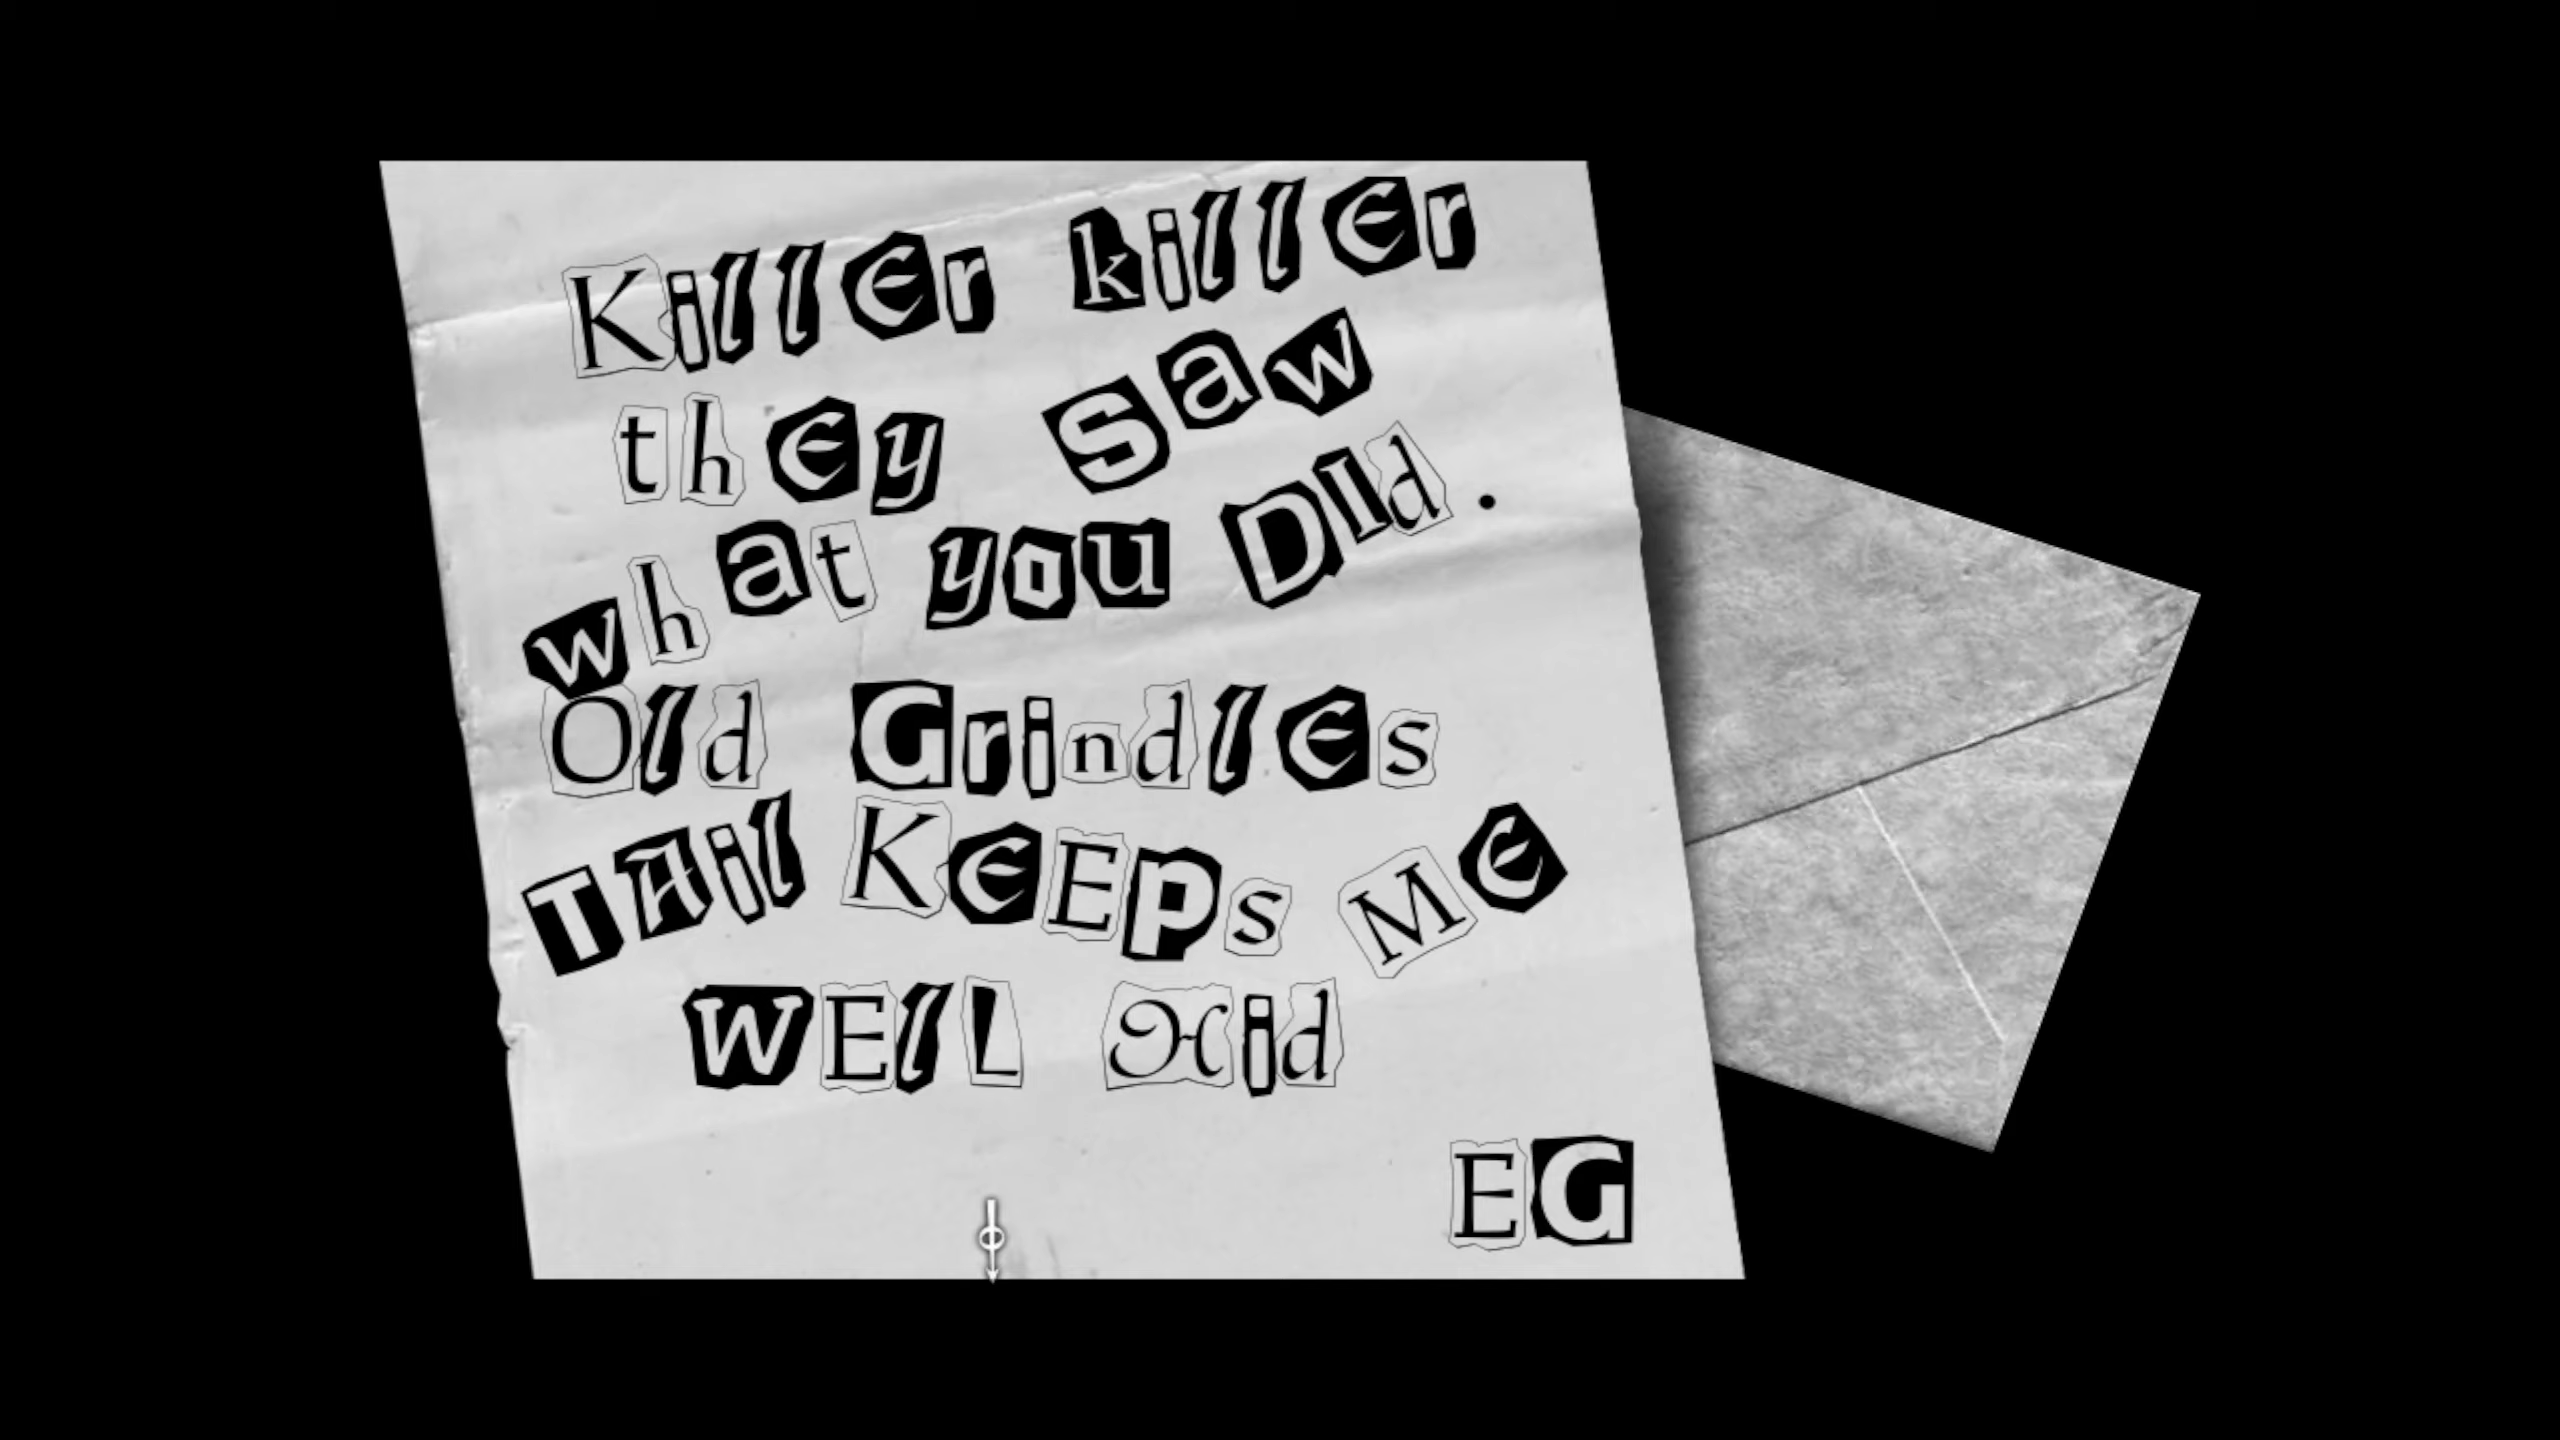 Killer killer
they Saw
what you DId.
Old Grindles
TAil KeEps Me
WElL Hid
EG